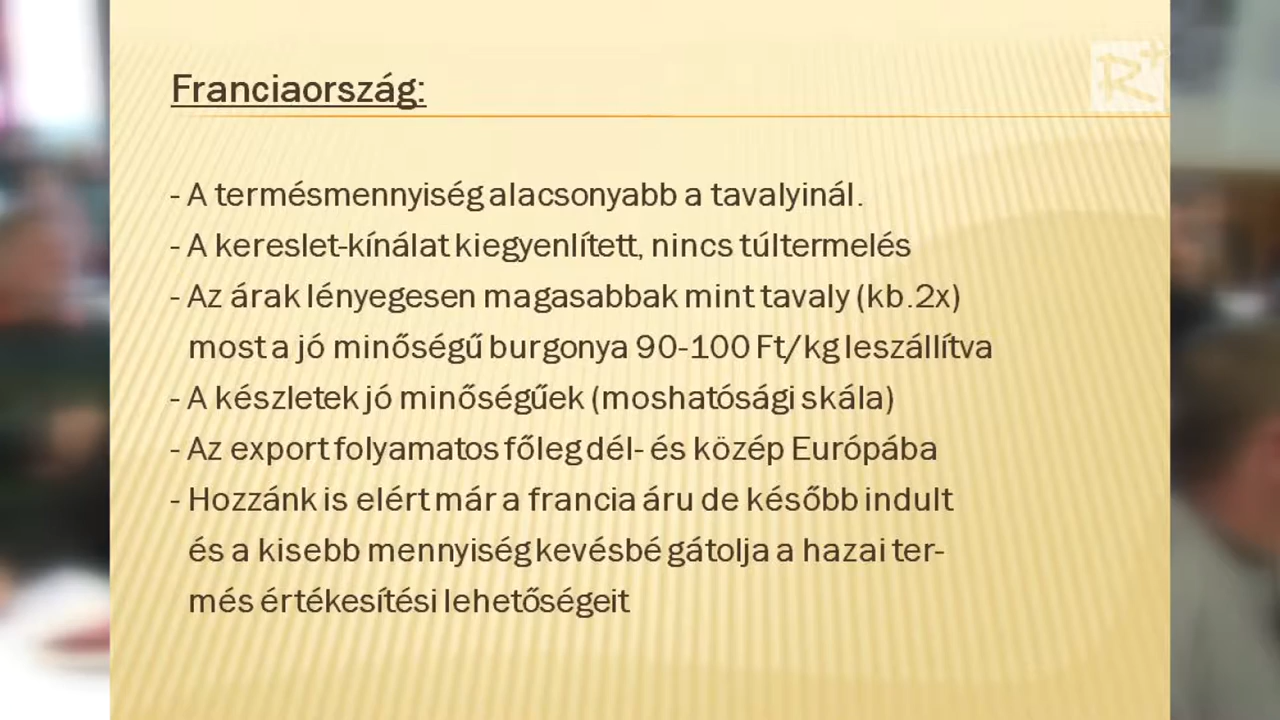 Franciaország:
R+
- A termésmennyiség alacsonyabb a tavalyinál.
- A kereslet-kínálat kiegyenlített, nincs túltermelés
- Az árak lényegesen magasabbak mint tavaly (kb.2x)
most a jó minőségű burgonya 90-100 Ft/kg leszállítva
- A készletek jó minőségűek (moshatósági skála)
- Az export folyamatos főleg dél- és közép Európába
- Hozzánk is elért már a francia áru de később indult
és a kisebb mennyiség kevésbé gátolja a hazai ter-
més értékesítési lehetőségeit